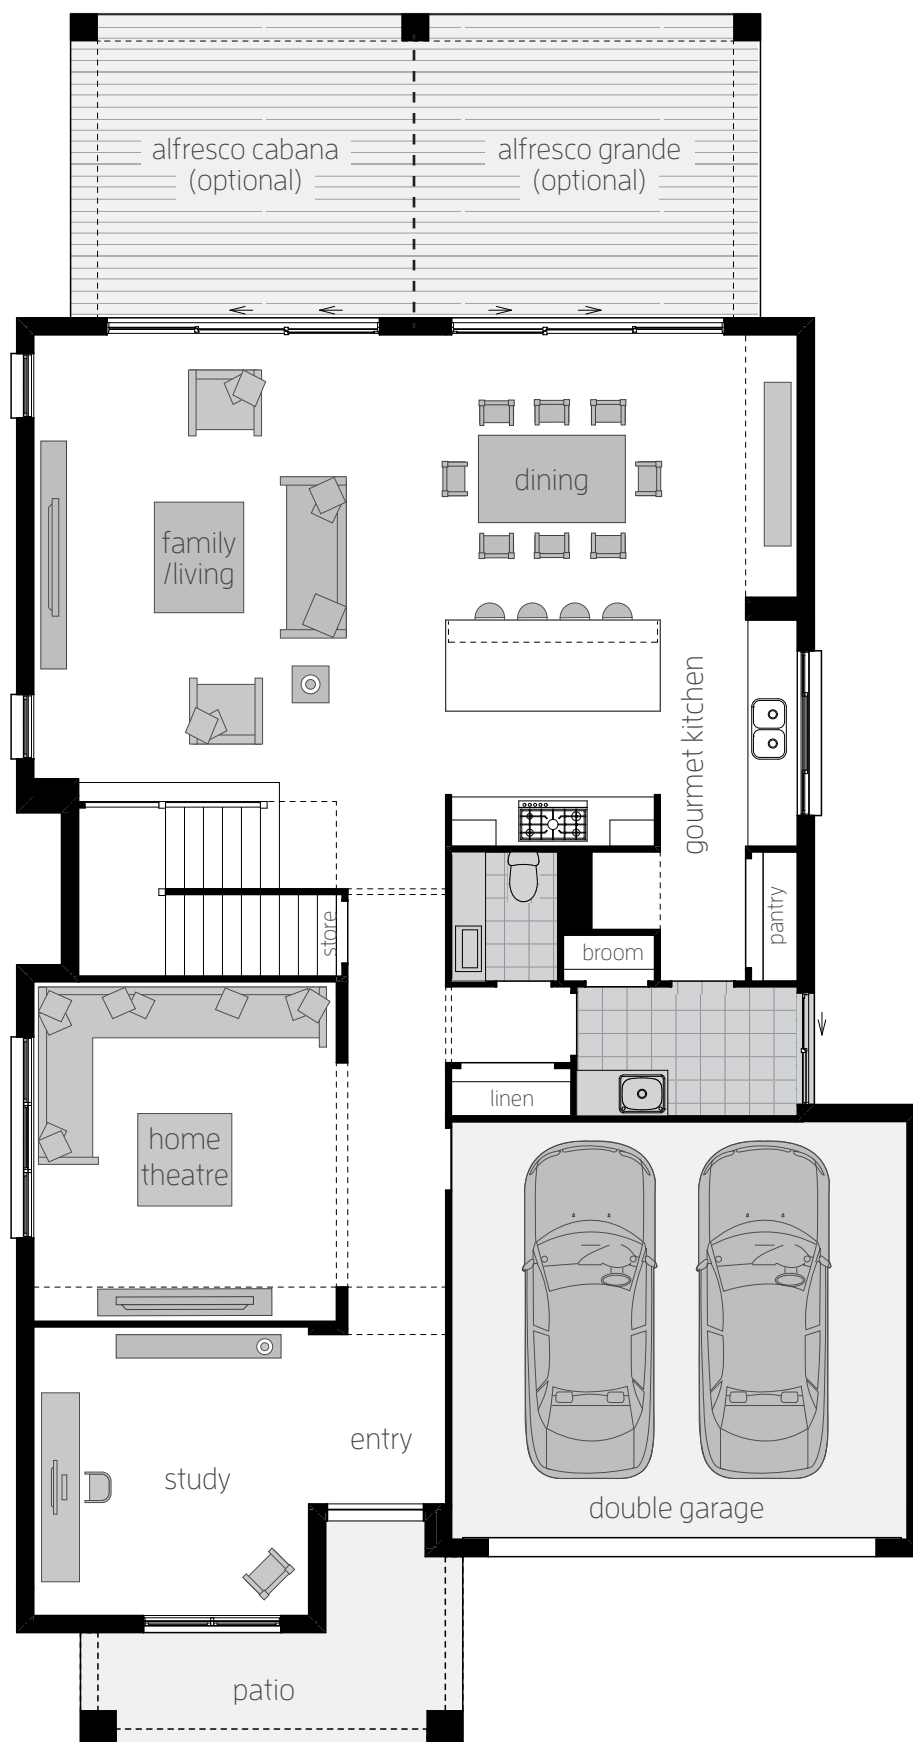 alfresco cabana
(optional)
alfresco grande
(optional)
dining
family
/living
gourmet kitchen
pantry
store
broom
linen
home
theatre
entry
study
double garage
patio